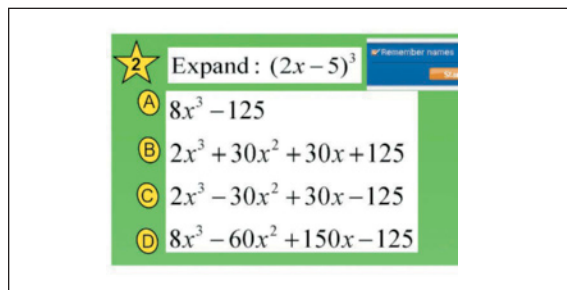 2 Expand : (2x – 5)³
Remember names
A 8x³ – 125
B 2x³ + 30x² + 30x + 125
C 2x³ – 30x² + 30x – 125
D 8x³ – 60x² + 150x – 125